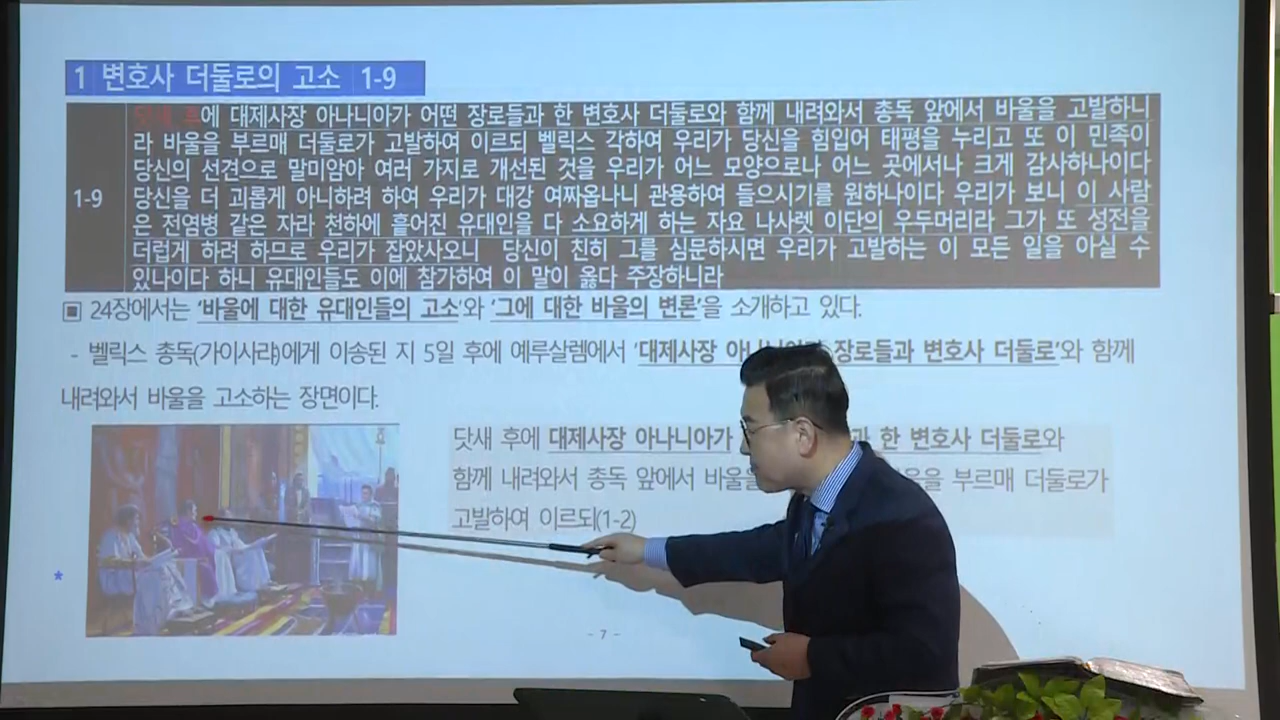 1 변호사 더둘로의 고소 1-9
닷새 후에 대제사장 아나니아가 어떤 장로들과 한 변호사 더둘로와 함께 내려와서 총독 앞에서 바울을 고발하니
라 바울을 부르매 더둘로가 고발하여 이르되 벨릭스 각하여 우리가 당신을 힘입어 태평을 누리고 또 이 민족이
당신의 선견으로 말미암아 여러 가지로 개선된 것을 우리가 어느 모양으로나 어느 곳에서나 크게 감사하나이다
1-9 당신을 더 괴롭게 아니하려 하여 우리가 대강 여짜옵나니 관용하여 들으시기를 원하나이다 우리가 보니 이 사람
은 전염병 같은 자라 천하에 흩어진 유대인을 다 소요하게 하는 자요 나사렛 이단의 우두머리라 그가 또 성전을
더럽게 하려 하므로 우리가 잡았사오니 당신이 친히 그를 심문하시면 우리가 고발하는 이 모든 일을 아실 수
있나이다 하니 유대인들도 이에 참가하여 이 말이 옳다 주장하니라
▣ 24장에서는 '바울에 대한 유대인들의 고소'와 '그에 대한 바울의 변론'을 소개하고 있다.
- 벨릭스 총독(가이사랴)에게 이송된 지 5일 후에 예루살렘에서 '대제사장 장로들과 변호사 더둘로'와 함께
내려와서 바울을 고소하는 장면이다.
닷새 후에 대제사장 아나니아가 한 변호사 더둘로와
함께 내려와서 총독 앞에서 바울을 부르매 더둘로가
고발하여 이르되(1-2)
*
- 7 -